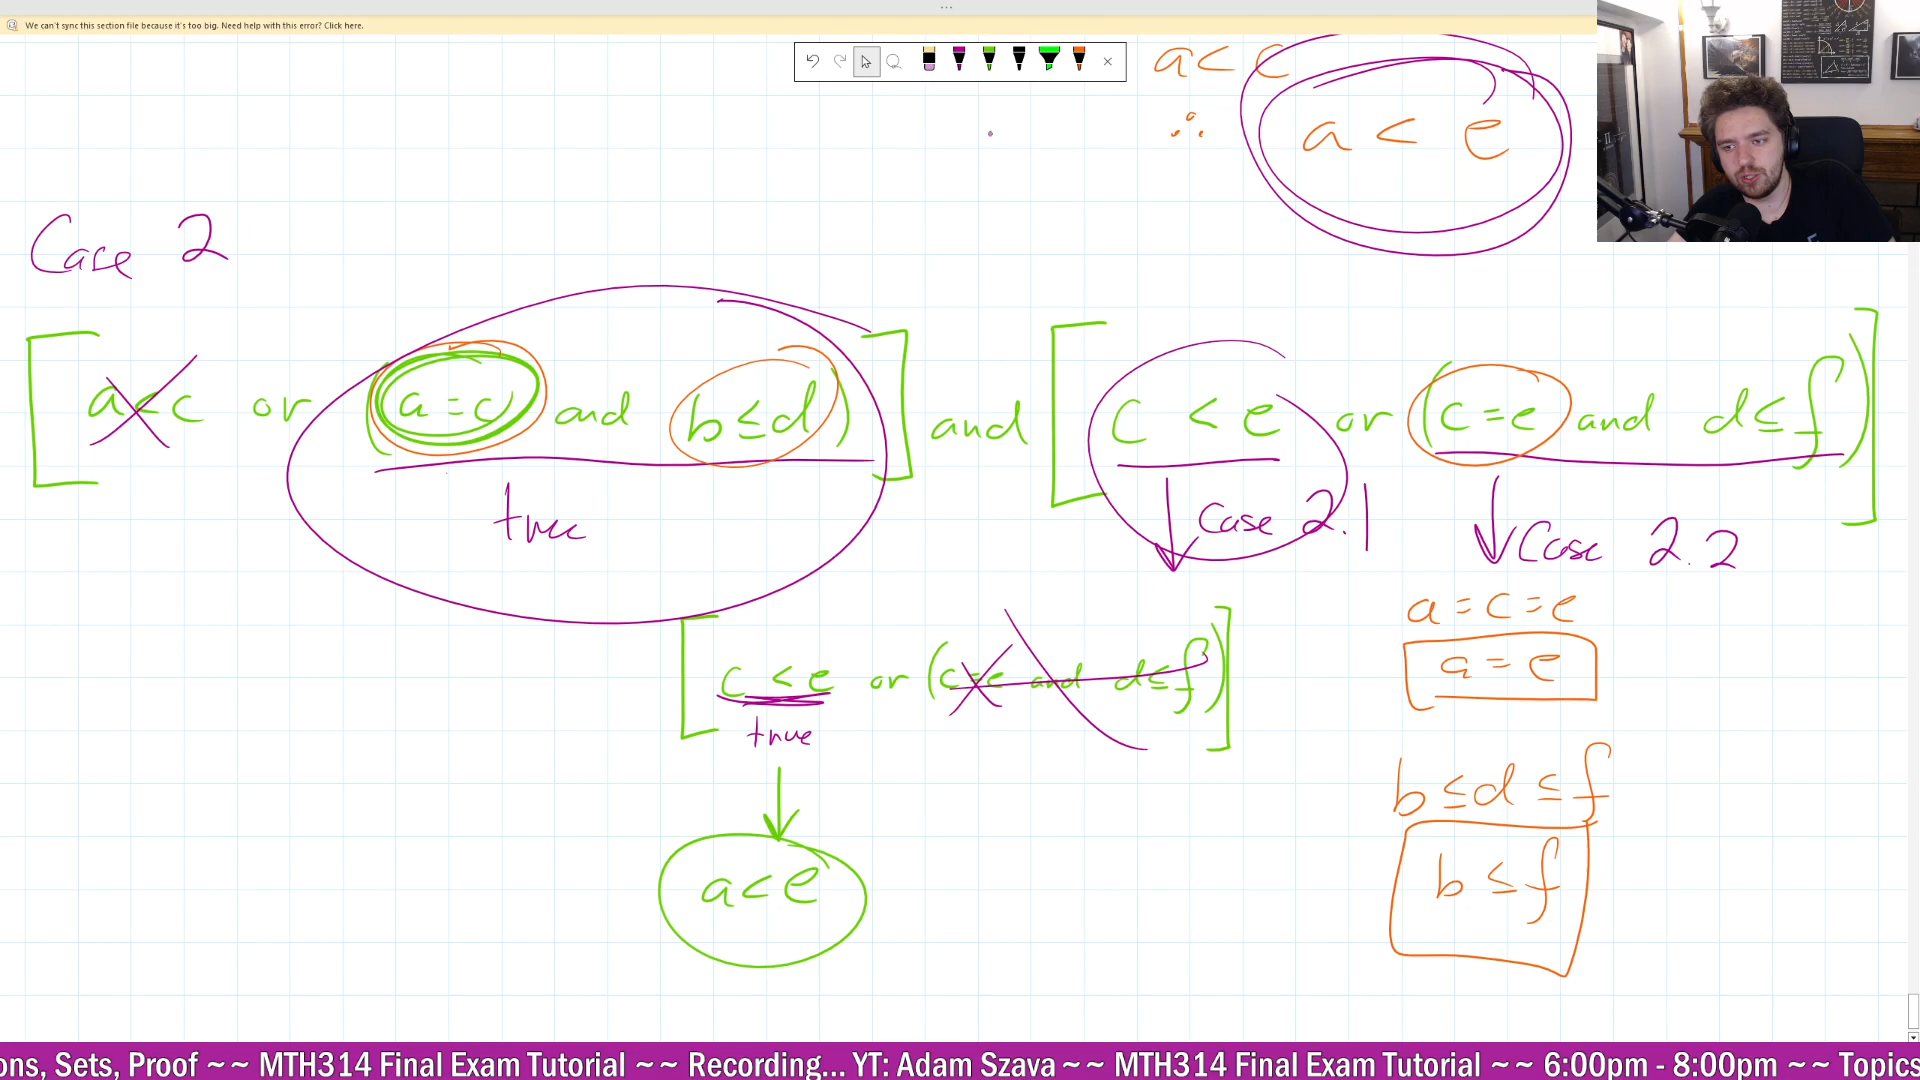 We can't sync this section file because it's too big. Need help with this error? Click here.
a < c
∴ a < e
Case 2
[ a < c or (a = c and b ≤ d) ] and [ c < e or (c = e and d ≤ f) ]
true
Case 2.1
Case 2.2
[ c < e or (c = e and d ≤ f) ]
true
a < e
a = c = e
a = e
b ≤ d ≤ f
b ≤ f
ons, Sets, Proof ~~ MTH314 Final Exam Tutorial ~~ Recording... YT: Adam Szava ~~ MTH314 Final Exam Tutorial ~~ 6:00pm - 8:00pm ~~ Topics